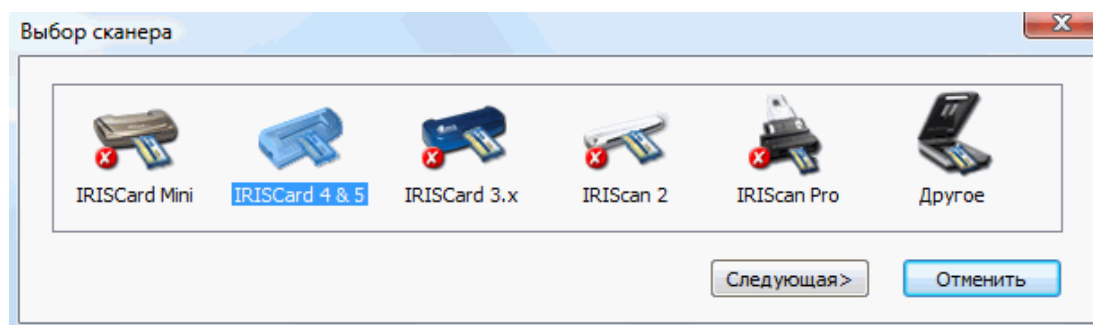 Выбор сканера
IRISCard Mini
IRISCard 4 & 5
IRISCard 3.x
IRIScan 2
IRIScan Pro
Другое
Следующая>
Отменить